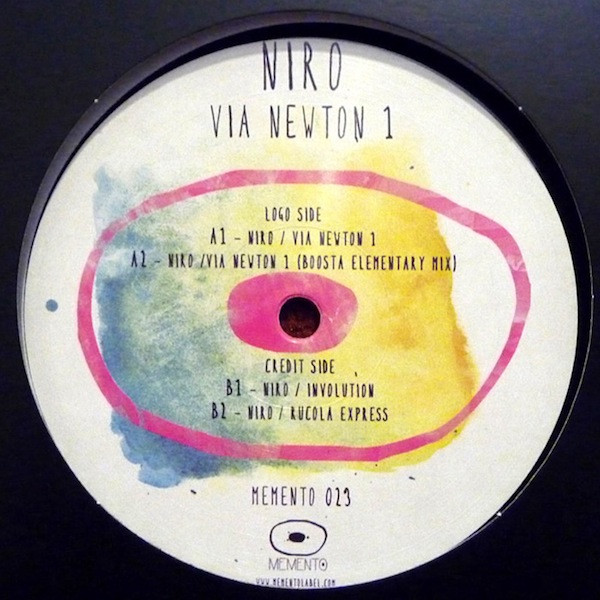 NIRO
VIA NEWTON 1
LOGO SIDE
A1 - NIRO / VIA NEWTON 1
A2 - NIRO /VIA NEWTON 1 (BOOSTA ELEMENTARY MIX)
CREDIT SIDE
B1 - NIRO / INVOLUTION
B2 - NIRO / RUCOLA EXPRESS
MEMENTO 023
MEMENTO
WWW.MEMENTOLABEL.COM